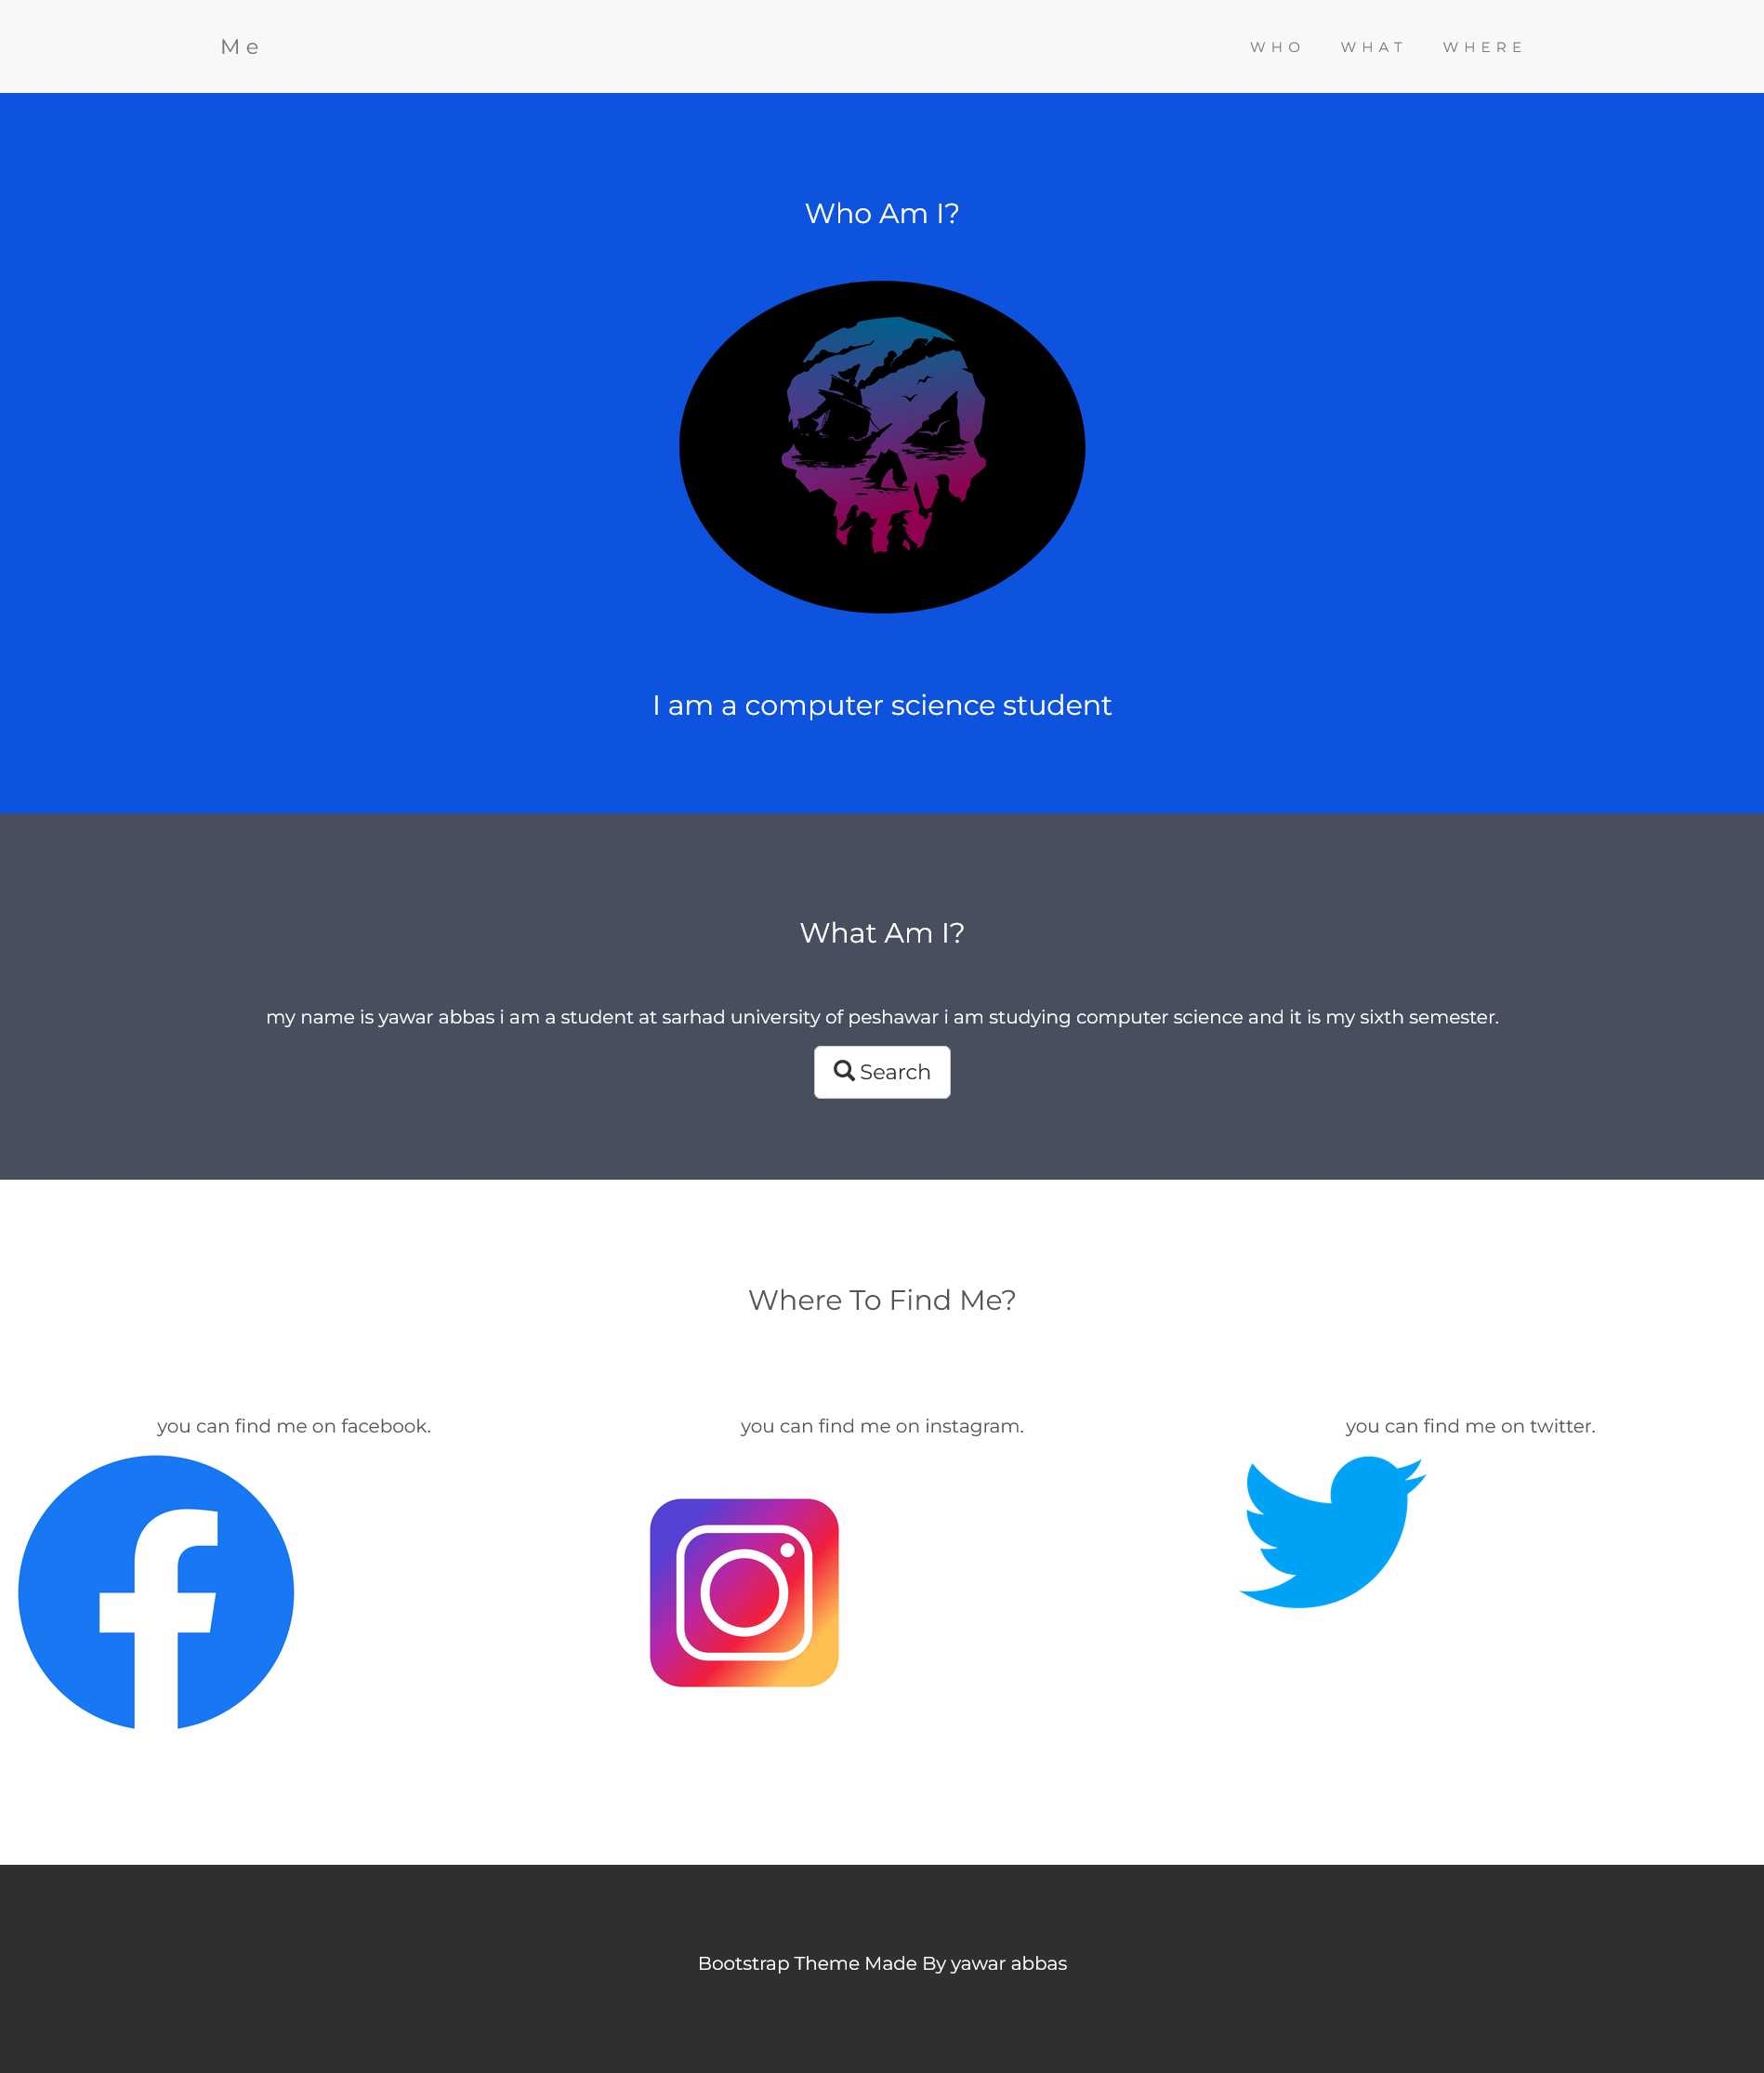 Me
WHO WHAT WHERE
Who Am I?
I am a computer science student
What Am I?
my name is yawar abbas i am a student at sarhad university of peshawar i am studying computer science and it is my sixth semester.
Search
Where To Find Me?
you can find me on facebook.
you can find me on instagram.
you can find me on twitter.
Bootstrap Theme Made By yawar abbas